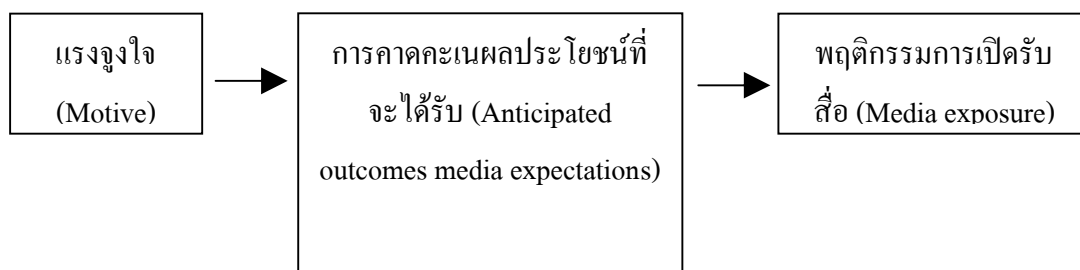 แรงจูงใจ
(Motive)
การคาดคะเนผลประโยชน์ที่
จะได้รับ (Anticipated
outcomes media expectations)
พฤติกรรมการเปิดรับ
สื่อ (Media exposure)